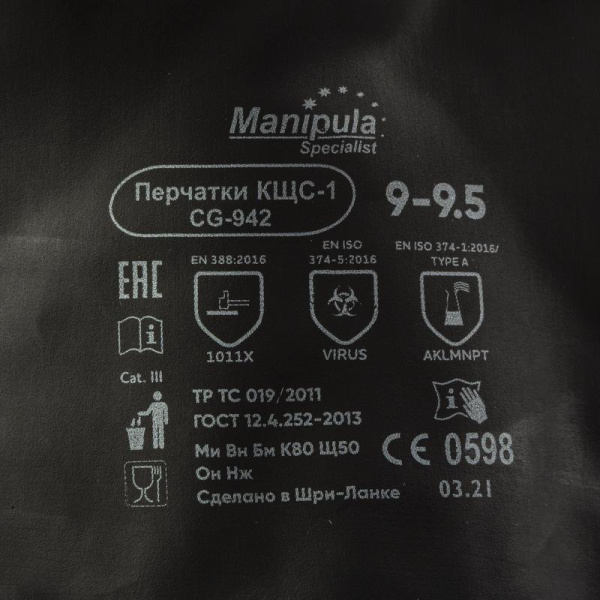 Manipula
Specialist
Перчатки КЩС-1
CG-942
9-9.5
EN 388:2016
EN ISO
374-5:2016
EN ISO 374-1:2016/
TYPE A
EAC
1011X
VIRUS
AKLMNPT
Cat. III
ТР ТС 019/2011
ГОСТ 12.4.252-2013
Ми Вн Бм К80 Щ50
Он Нж
Сделано в Шри-Ланке
CE 0598
03.21